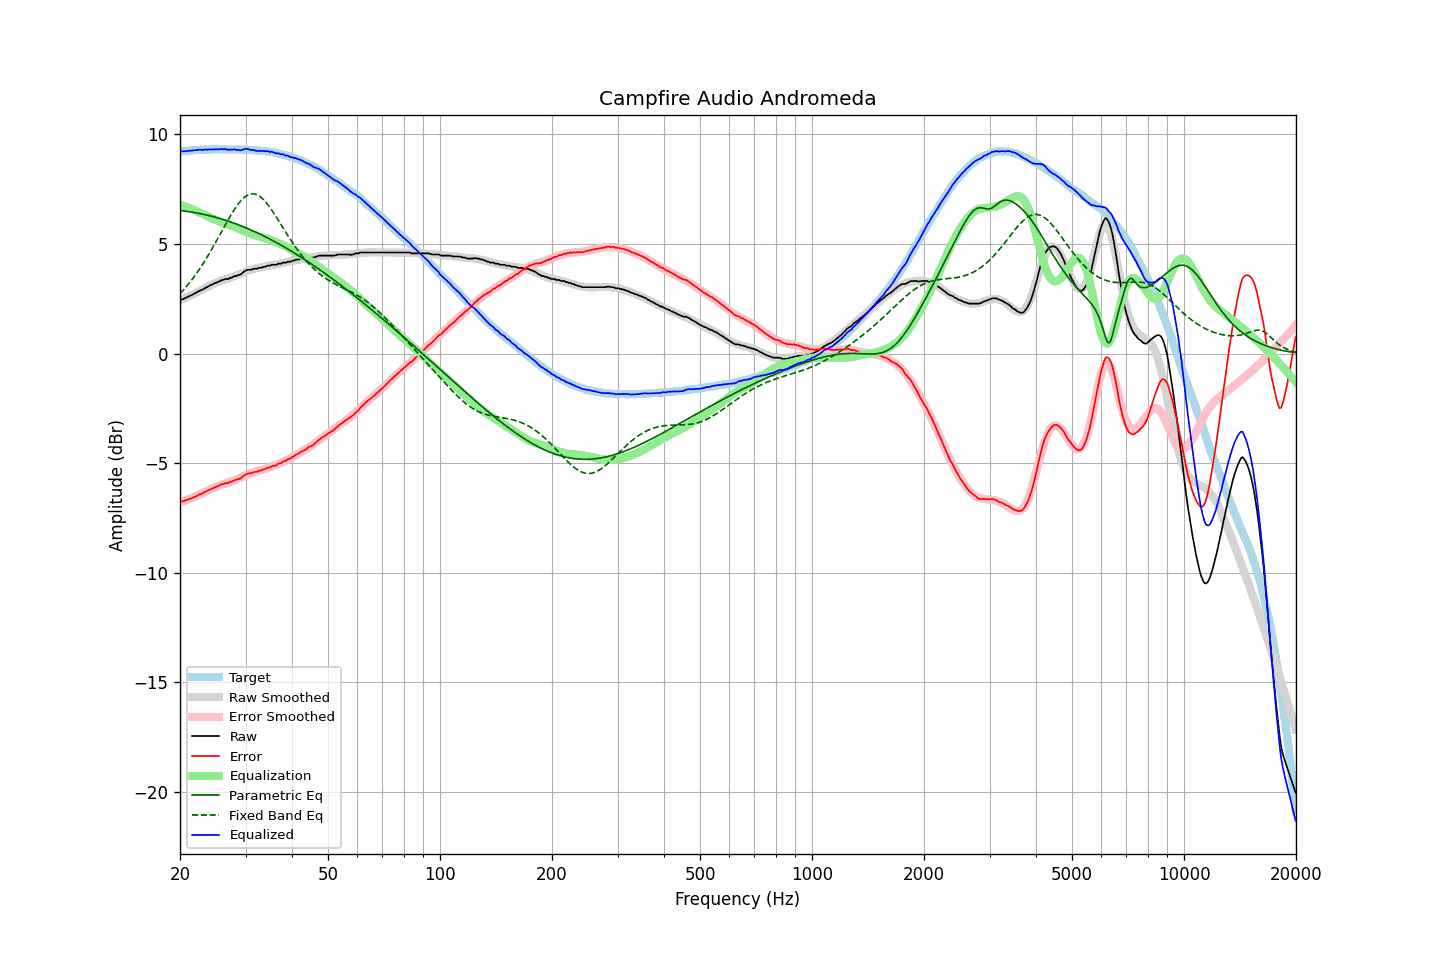 Campfire Audio Andromeda
10
5
0
−5
−10
−15
−20
Amplitude (dBr)
Target
Raw Smoothed
Error Smoothed
Raw
Error
Equalization
Parametric Eq
Fixed Band Eq
Equalized
20 50 100 200 500 1000 2000 5000 10000 20000
Frequency (Hz)